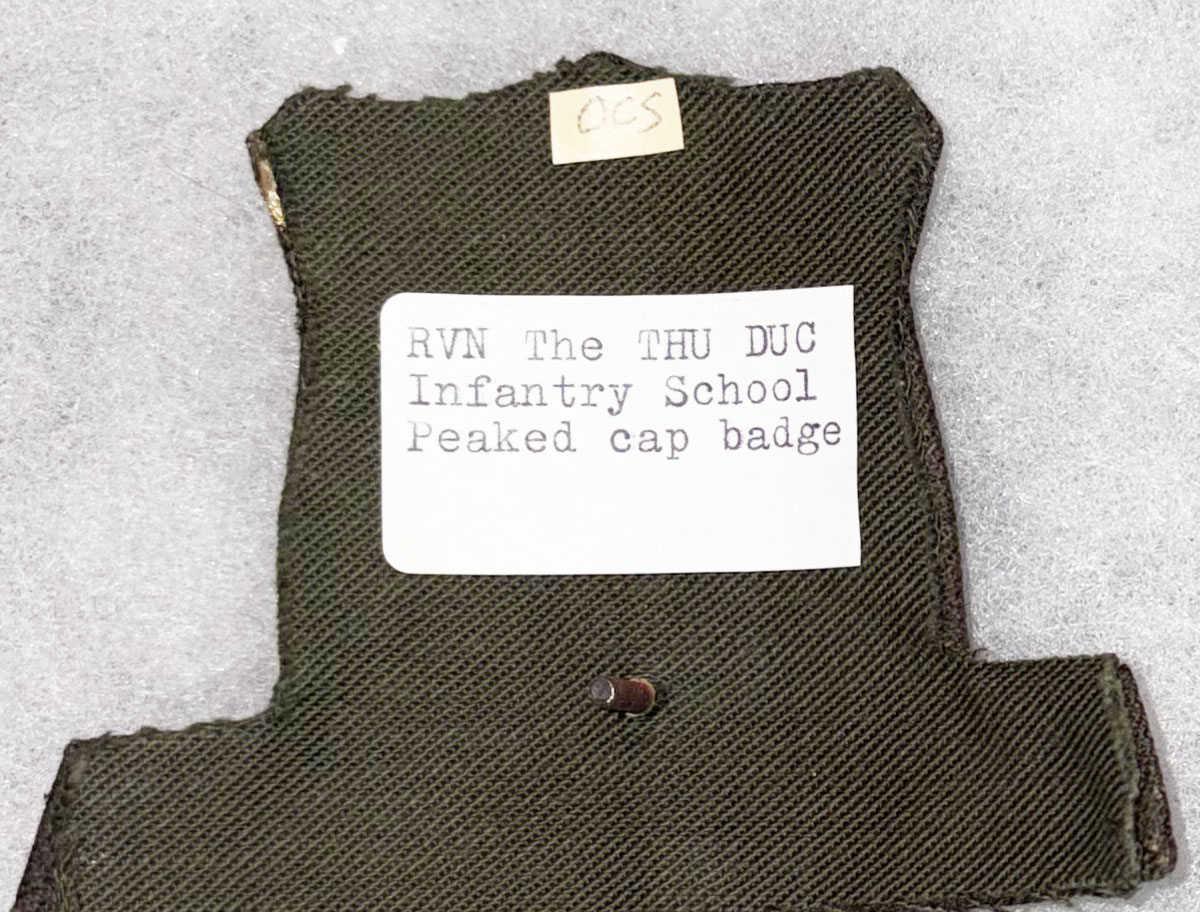 OCS
RVN The THU DUC
Infantry School
Peaked cap badge